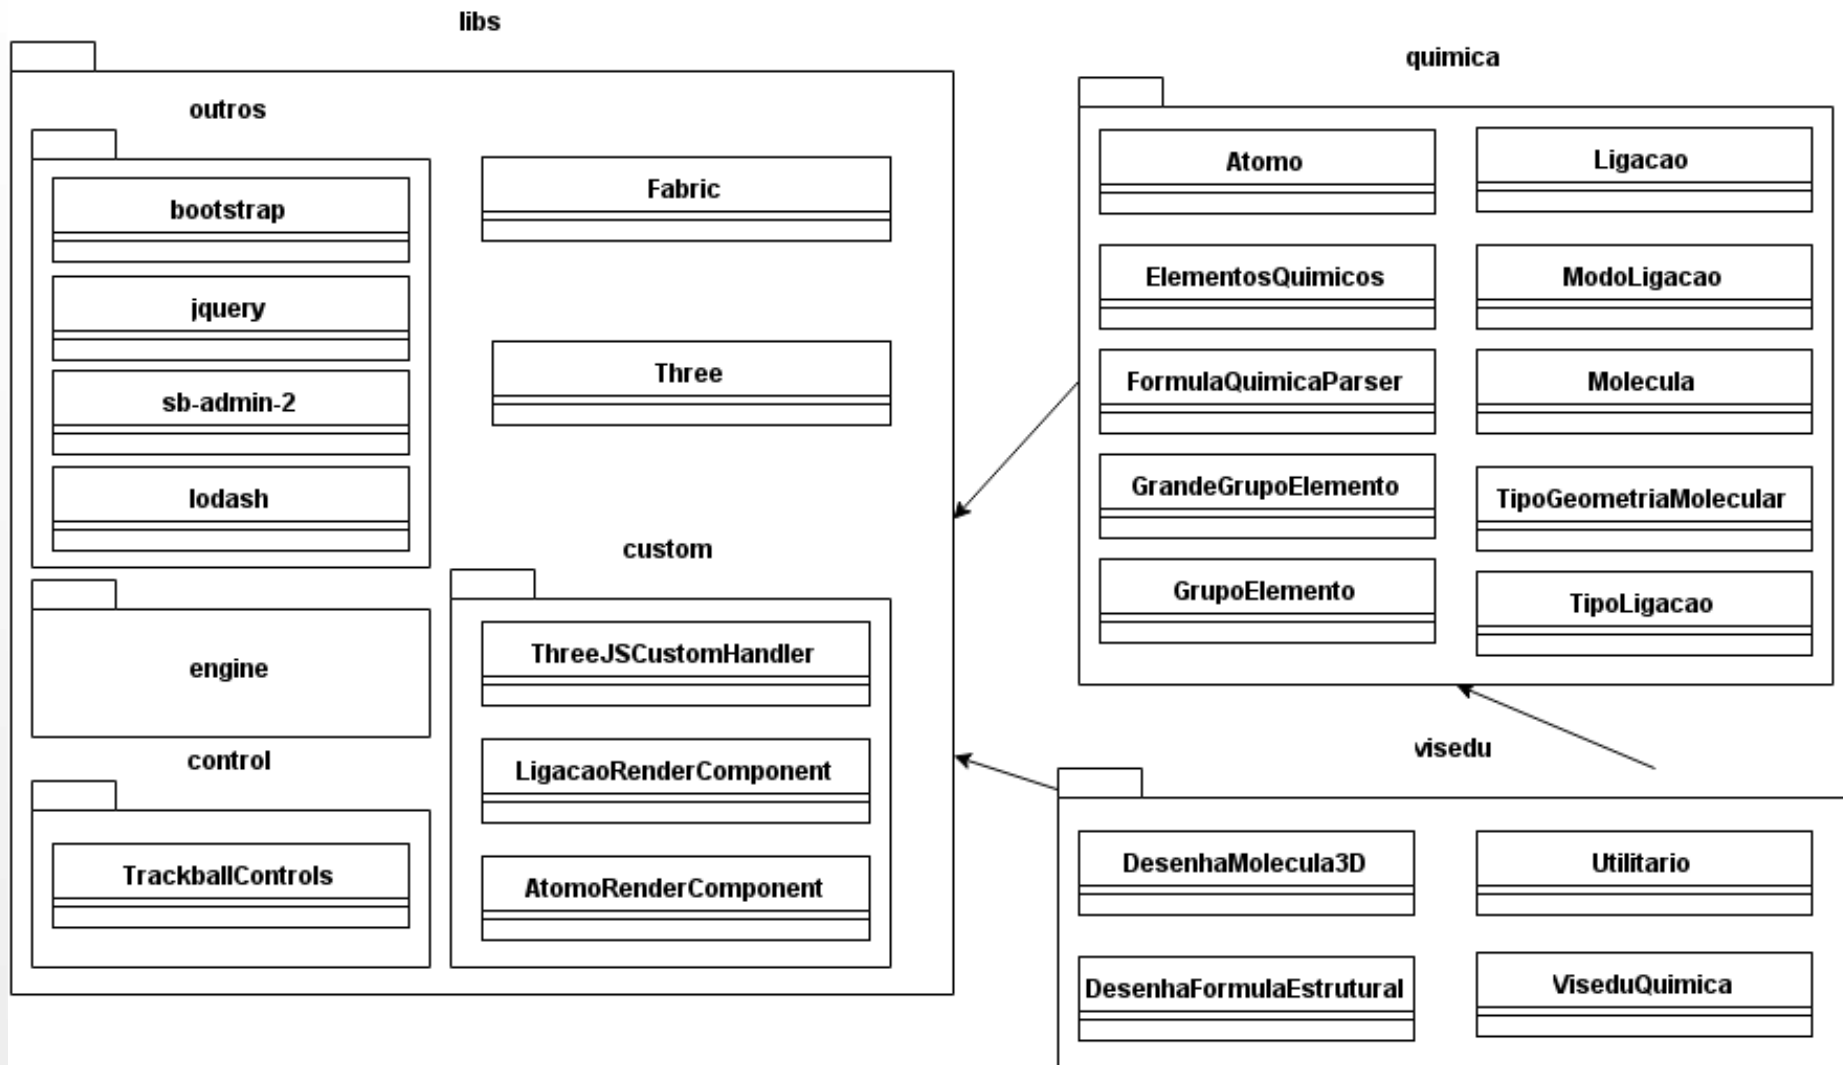 libs
outros
bootstrap
jquery
sb-admin-2
lodash
engine
control
TrackballControls
Fabric
Three
custom
ThreeJSCustomHandler
LigacaoRenderComponent
AtomoRenderComponent
quimica
Atomo
Ligacao
ElementosQuimicos
ModoLigacao
FormulaQuimicaParser
Molecula
GrandeGrupoElemento
TipoGeometriaMolecular
GrupoElemento
TipoLigacao
visedu
DesenhaMolecula3D
Utilitario
DesenhaFormulaEstrutural
ViseduQuimica